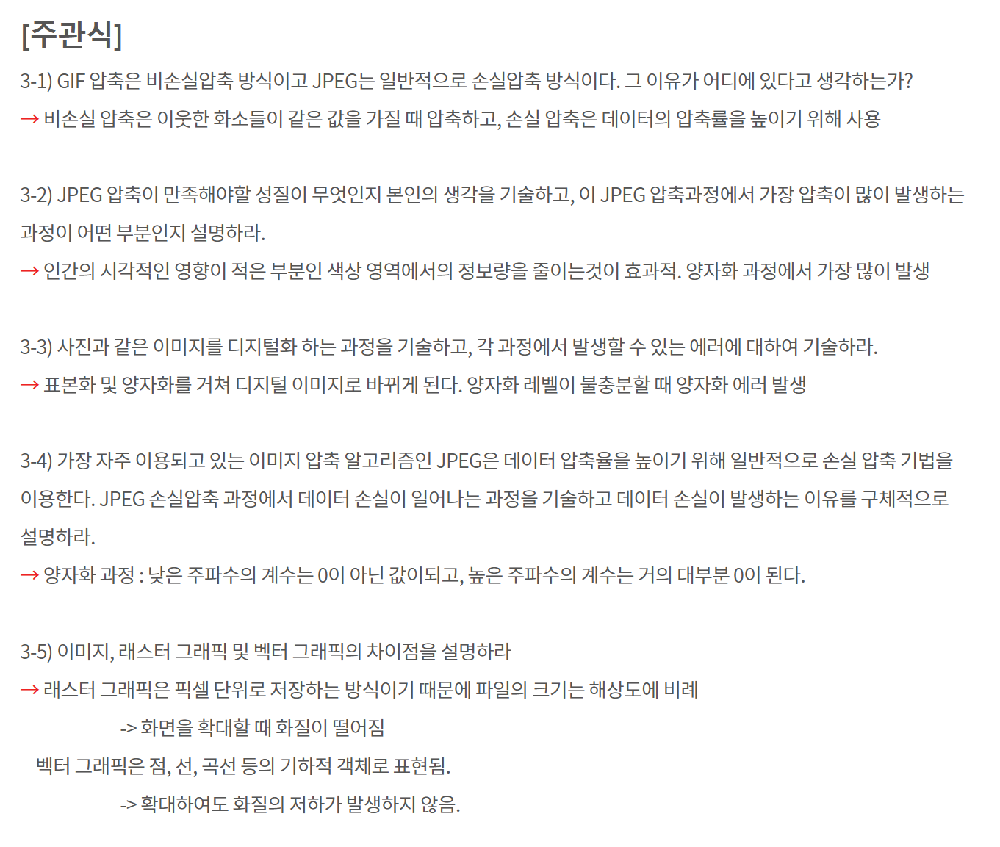 [주관식]
3-1) GIF 압축은 비손실압축 방식이고 JPEG는 일반적으로 손실압축 방식이다. 그 이유가 어디에 있다고 생각하는가?
→ 비손실 압축은 이웃한 화소들이 같은 값을 가질 때 압축하고, 손실 압축은 데이터의 압축률을 높이기 위해 사용
3-2) JPEG 압축이 만족해야할 성질이 무엇인지 본인의 생각을 기술하고, 이 JPEG 압축과정에서 가장 압축이 많이 발생하는
과정이 어떤 부분인지 설명하라.
→ 인간의 시각적인 영향이 적은 부분인 색상 영역에서의 정보량을 줄이는것이 효과적. 양자화 과정에서 가장 많이 발생
3-3) 사진과 같은 이미지를 디지털화 하는 과정을 기술하고, 각 과정에서 발생할 수 있는 에러에 대하여 기술하라.
→ 표본화 및 양자화를 거쳐 디지털 이미지로 바뀌게 된다. 양자화 레벨이 불충분할 때 양자화 에러 발생
3-4) 가장 자주 이용되고 있는 이미지 압축 알고리즘인 JPEG은 데이터 압축율을 높이기 위해 일반적으로 손실 압축 기법을
이용한다. JPEG 손실압축 과정에서 데이터 손실이 일어나는 과정을 기술하고 데이터 손실이 발생하는 이유를 구체적으로
설명하라.
→ 양자화 과정 : 낮은 주파수의 계수는 0이 아닌 값이되고, 높은 주파수의 계수는 거의 대부분 0이 된다.
3-5) 이미지, 래스터 그래픽 및 벡터 그래픽의 차이점을 설명하라
→ 래스터 그래픽은 픽셀 단위로 저장하는 방식이기 때문에 파일의 크기는 해상도에 비례
-> 화면을 확대할 때 화질이 떨어짐
벡터 그래픽은 점, 선, 곡선 등의 기하적 객체로 표현됨.
-> 확대하여도 화질의 저하가 발생하지 않음.